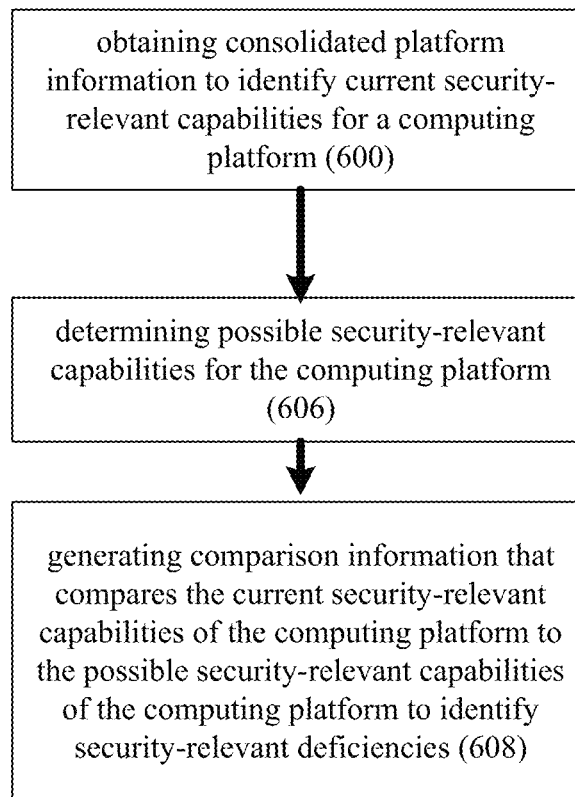 obtaining consolidated platform
information to identify current security-
relevant capabilities for a computing
platform (600)
determining possible security-relevant
capabilities for the computing platform
(606)
generating comparison information that
compares the current security-relevant
capabilities of the computing platform to
the possible security-relevant capabilities
of the computing platform to identify
security-relevant deficiencies (608)